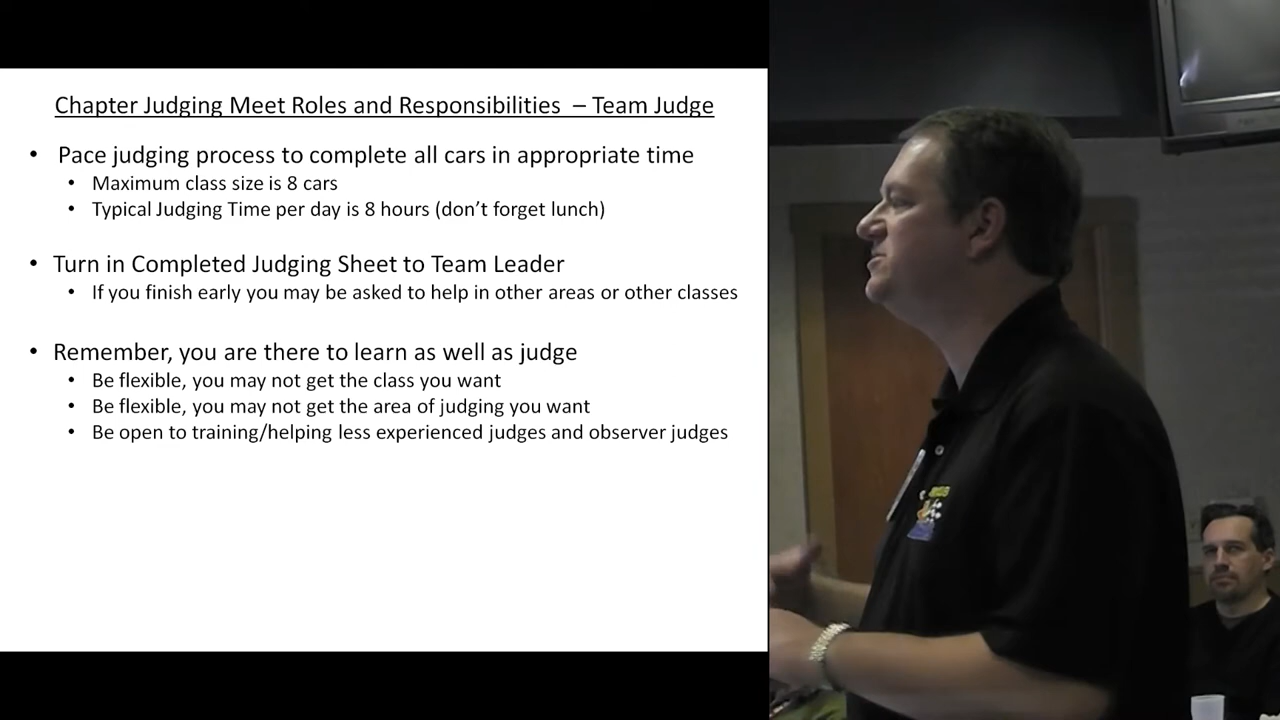 Chapter Judging Meet Roles and Responsibilities – Team Judge
• Pace judging process to complete all cars in appropriate time
• Maximum class size is 8 cars
• Typical Judging Time per day is 8 hours (don’t forget lunch)
• Turn in Completed Judging Sheet to Team Leader
• If you finish early you may be asked to help in other areas or other classes
• Remember, you are there to learn as well as judge
• Be flexible, you may not get the class you want
• Be flexible, you may not get the area of judging you want
• Be open to training/helping less experienced judges and observer judges